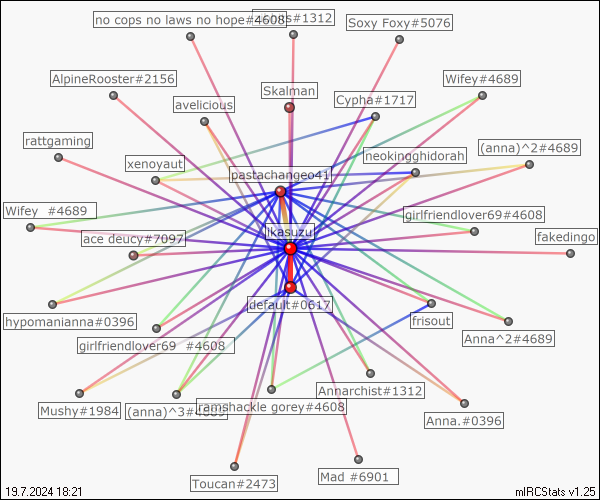 no cops no laws no hope#4608
#1312
Soxy Foxy#5076
AlpineRooster#2156
Skalman
Wifey#4689
avelicious
Cypha#1717
rattgaming
xenoyaut
neokingghidorah
(anna)^2#4689
pastachangeo41
Wifey #4689
girlfriendlover69#4608
ikasuzu
ace deucy#7097
fakedingo
default#0617
hypomanianna#0396
frisout
girlfriendlover69 #4608
Anna^2#4689
Annarchist#1312
Mushy#1984
(anna)^3#4689
ramshackle gorey#4608
Anna.#0396
Toucan#2473
Mad #6901
19.7.2024 18:21
mIRCStats v1.25